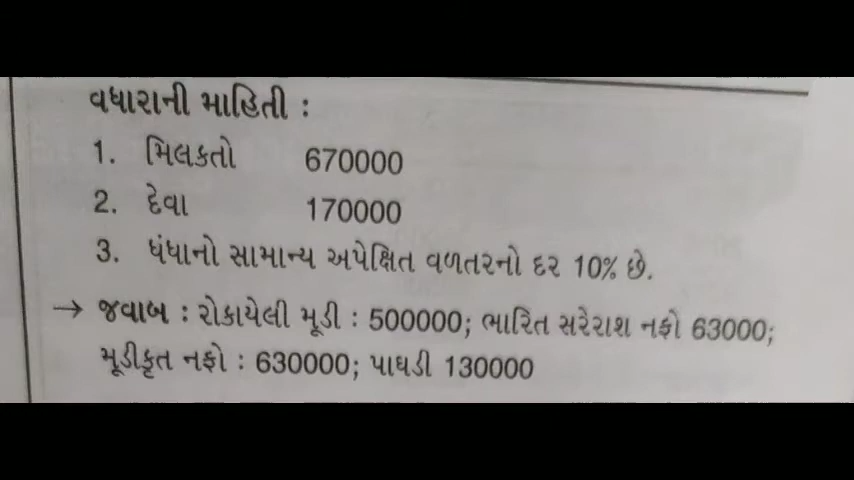 વધારાની માહિતી :
1. મિલકતો 670000
2. દેવા 170000
3. ધંધાનો સામાન્ય અપેક્ષિત વળતરનો દર 10% છે.
→ જવાબ : રોકાયેલી મૂડી : 500000; ભારિત સરેરાશ નફો 63000;
મૂડીકૃત નફો : 630000; પાઘડી 130000